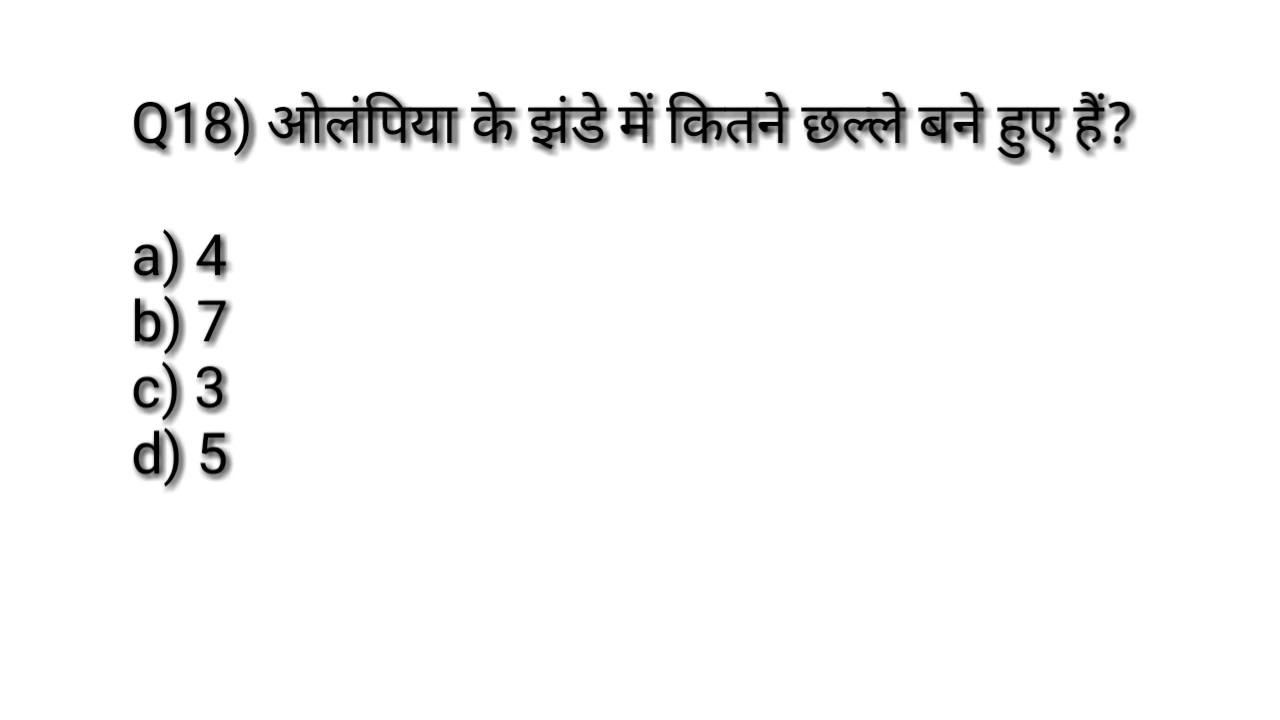 Q18) ओलंपिया के झंडे में कितने छल्ले बने हुए हैं?
a) 4
b) 7
c) 3
d) 5